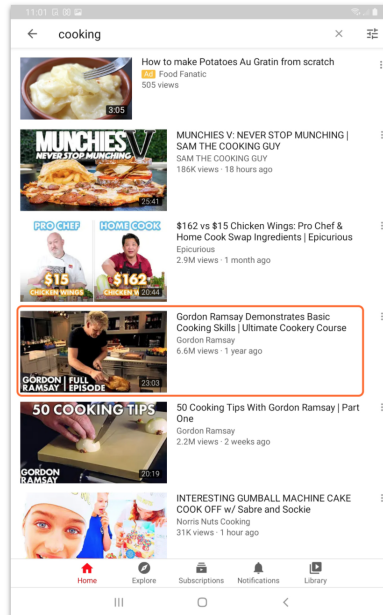 11:01
cooking
How to make Potatoes Au Gratin from scratch
Ad Food Fanatic
505 views
3:05
MUNCHIES V
NEVER STOP MUNCHING
25:41
MUNCHIES V: NEVER STOP MUNCHING |
SAM THE COOKING GUY
SAM THE COOKING GUY
186K views · 18 hours ago
PRO CHEF
HOME COOK
$15
CHICKEN WINGS
$162
CHICKEN W
20:44
$162 vs $15 Chicken Wings: Pro Chef &
Home Cook Swap Ingredients | Epicurious
Epicurious
2.9M views · 1 month ago
GORDON
RAMSAY
FULL
EPISODE
23:03
Gordon Ramsay Demonstrates Basic
Cooking Skills | Ultimate Cookery Course
Gordon Ramsay
6.6M views · 1 year ago
50 COOKING TIPS
GORDON
RAMSAY
20:19
50 Cooking Tips With Gordon Ramsay | Part
One
Gordon Ramsay
2.2M views · 2 weeks ago
INTERESTING GUMBALL MACHINE CAKE
COOK OFF w/ Sabre and Sockie
Norris Nuts Cooking
31K views · 1 hour ago
Home
Explore
Subscriptions
Notifications
Library